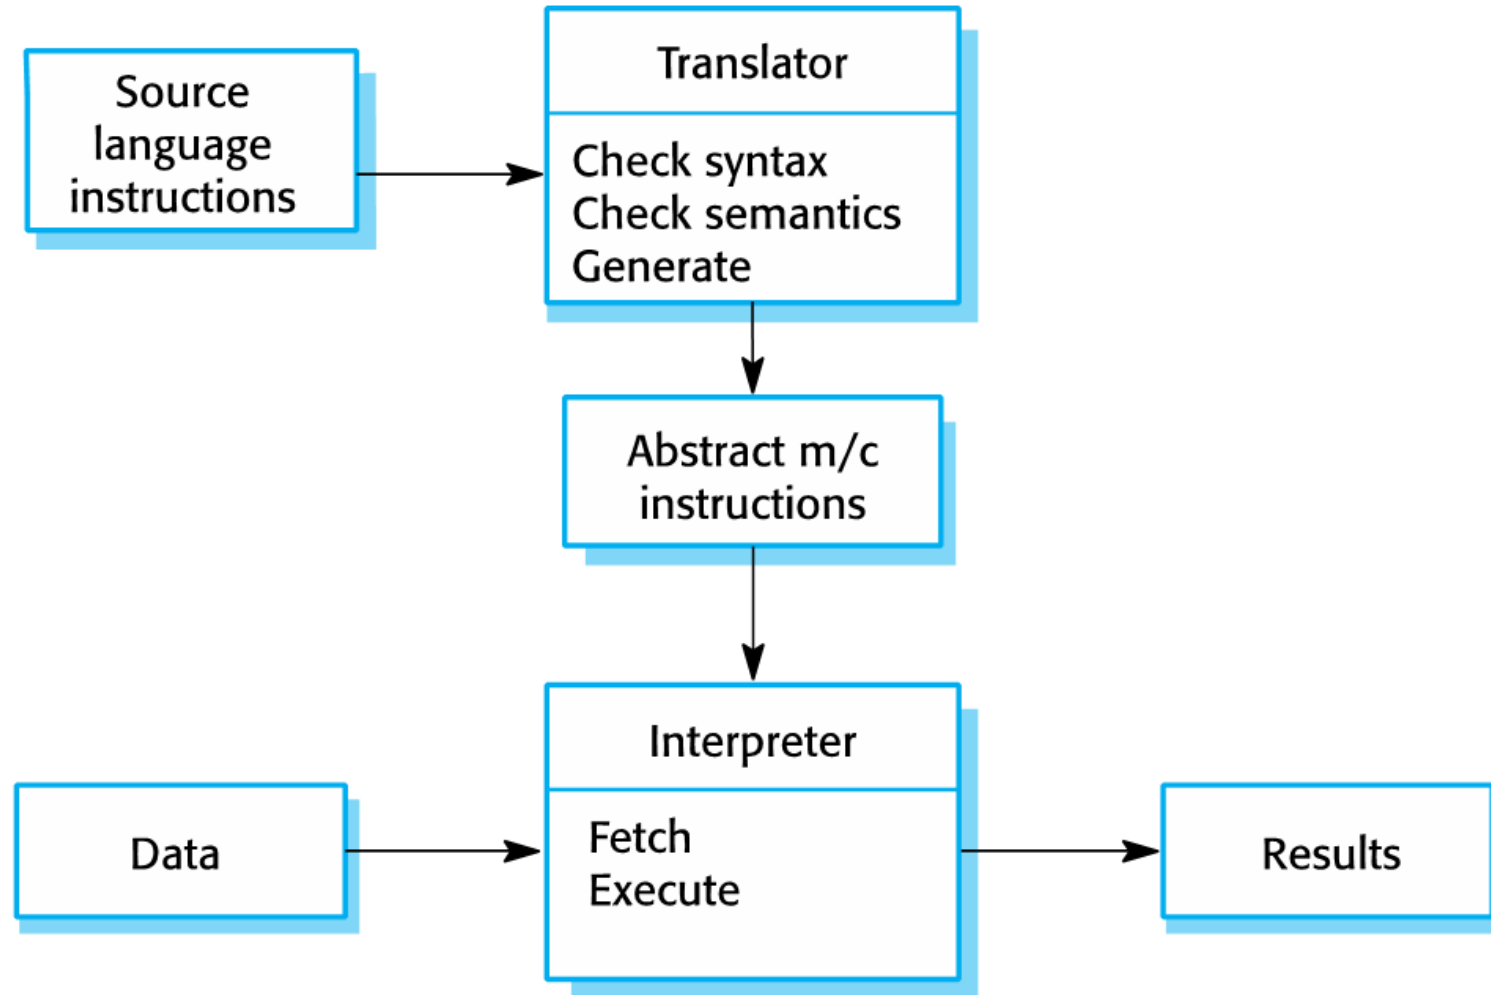 Source
language
instructions
Translator
Check syntax
Check semantics
Generate
Abstract m/c
instructions
Interpreter
Fetch
Execute
Data
Results